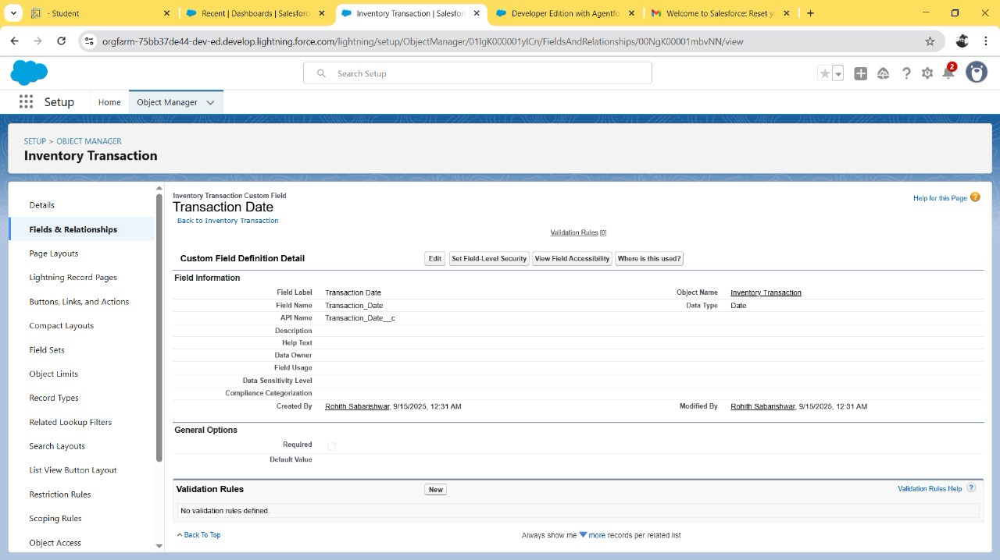 - Student
Recent | Dashboards | Salesforc
Inventory Transaction | Salesfor
Developer Edition with Agentfo
Welcome to Salesforce: Reset y
orgfarm-75bb37de44-dev-ed.develop.lightning.force.com/lightning/setup/ObjectManager/01IgK000001yICn/FieldsAndRelationships/00NgK00001mbvNN/view
Search Setup
2
Setup
Home
Object Manager
SETUP > OBJECT MANAGER
Inventory Transaction
Details
Fields & Relationships
Page Layouts
Lightning Record Pages
Buttons, Links, and Actions
Compact Layouts
Field Sets
Object Limits
Record Types
Related Lookup Filters
Search Layouts
List View Button Layout
Restriction Rules
Scoping Rules
Object Access
Inventory Transaction Custom Field
Transaction Date
Back to Inventory Transaction
Help for this Page ?
Validation Rules [0]
Custom Field Definition Detail
Edit
Set Field-Level Security
View Field Accessibility
Where is this used?
Field Information
Field Label Transaction Date Object Name Inventory Transaction
Field Name Transaction_Date Data Type Date
API Name Transaction_Date__c
Description
Help Text
Data Owner
Field Usage
Data Sensitivity Level
Compliance Categorization
Created By Rohith Sabarishwar, 9/15/2025, 12:31 AM Modified By Rohith Sabarishwar, 9/15/2025, 12:31 AM
General Options
Required
Default Value
Validation Rules New Validation Rules Help ?
No validation rules defined.
Back To Top Always show me more records per related list